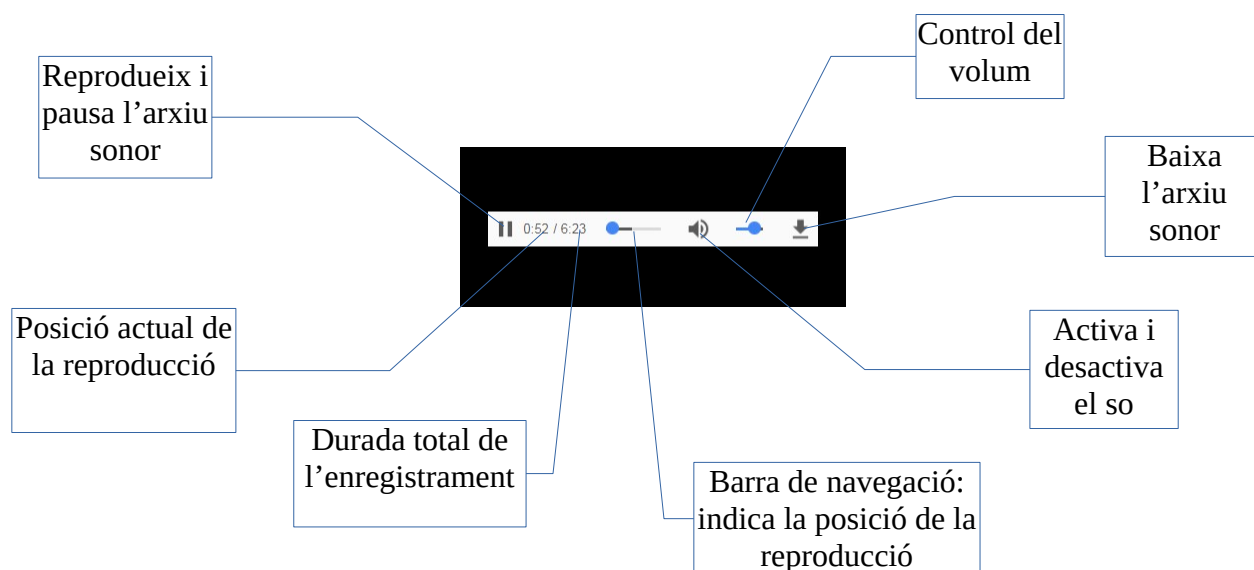 Control del
volum
Reprodueix i
pausa l’arxiu
sonor
Baixa
l’arxiu
sonor
0:52 / 6:23
Posició actual de
la reproducció
Activa i
desactiva
el so
Durada total de
l’enregistrament
Barra de navegació:
indica la posició de la
reproducció